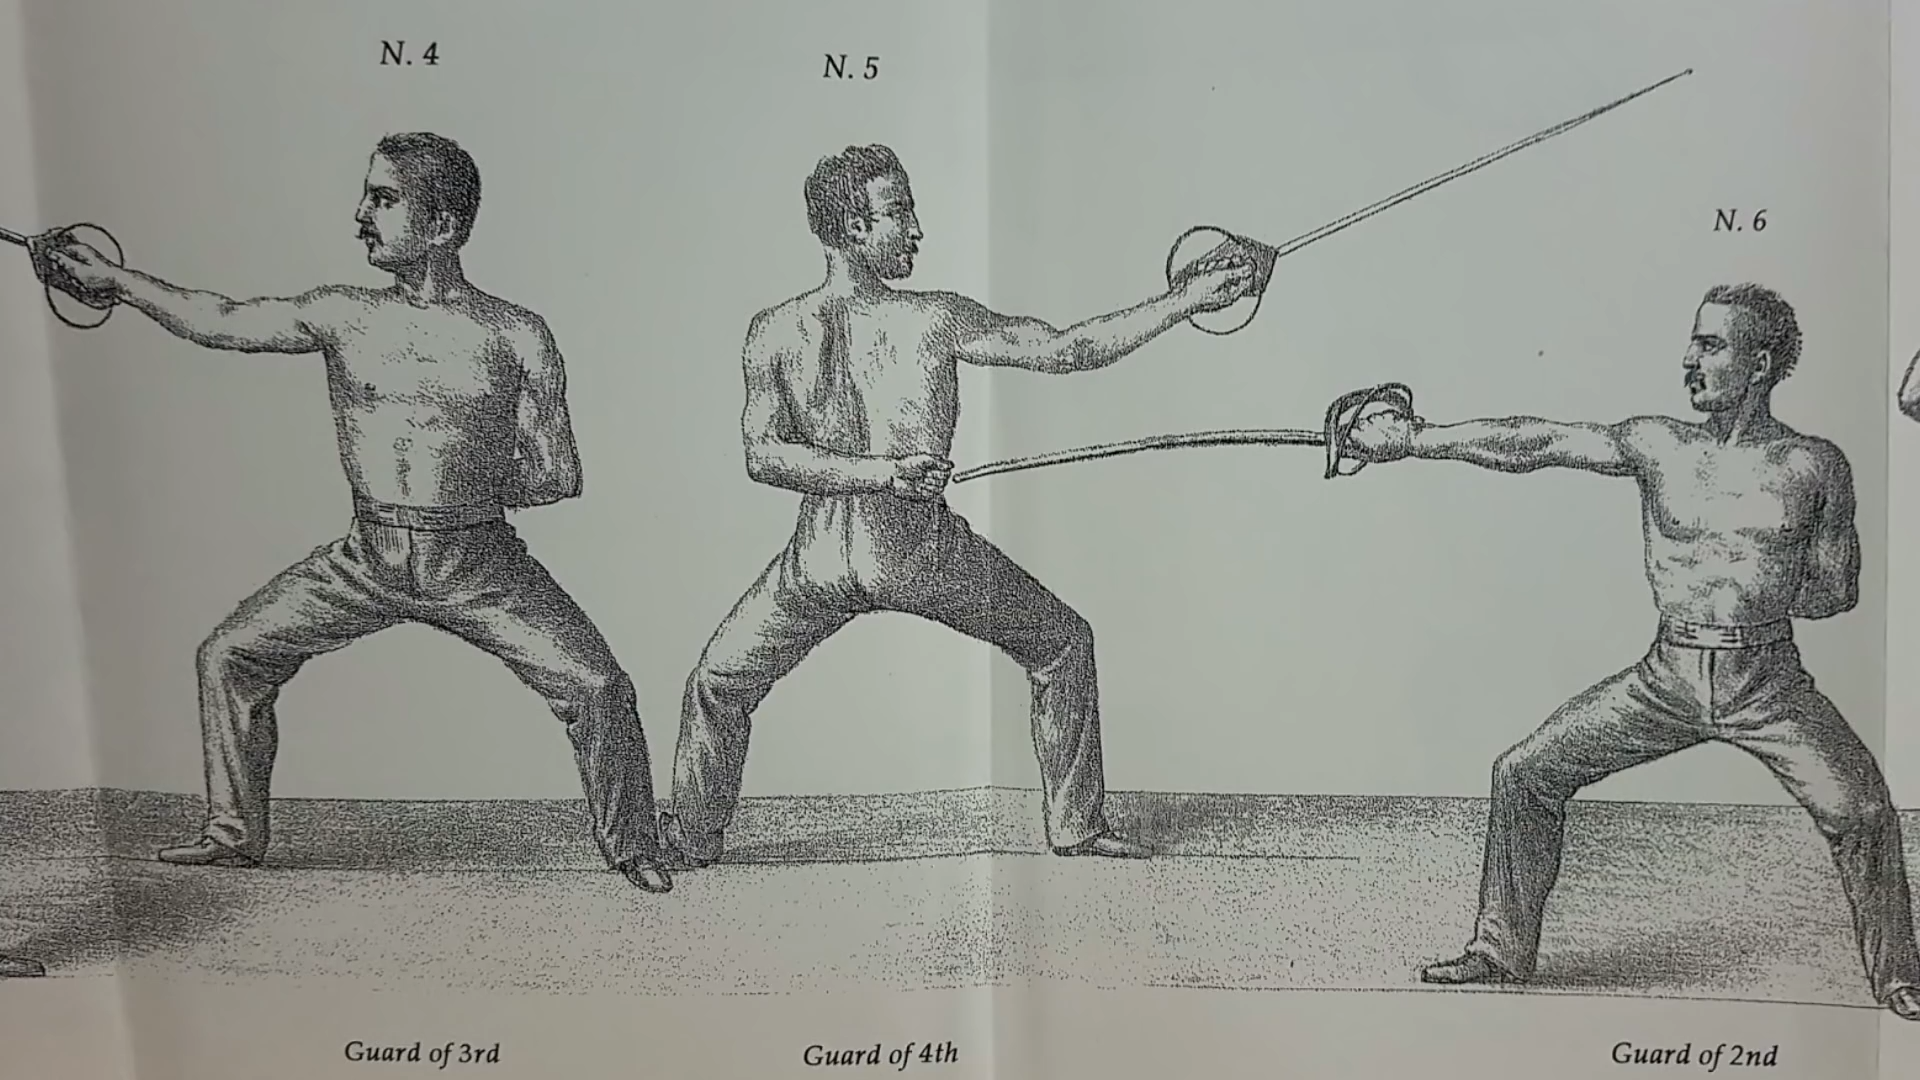 N. 4
N. 5
N. 6
Guard of 3rd
Guard of 4th
Guard of 2nd